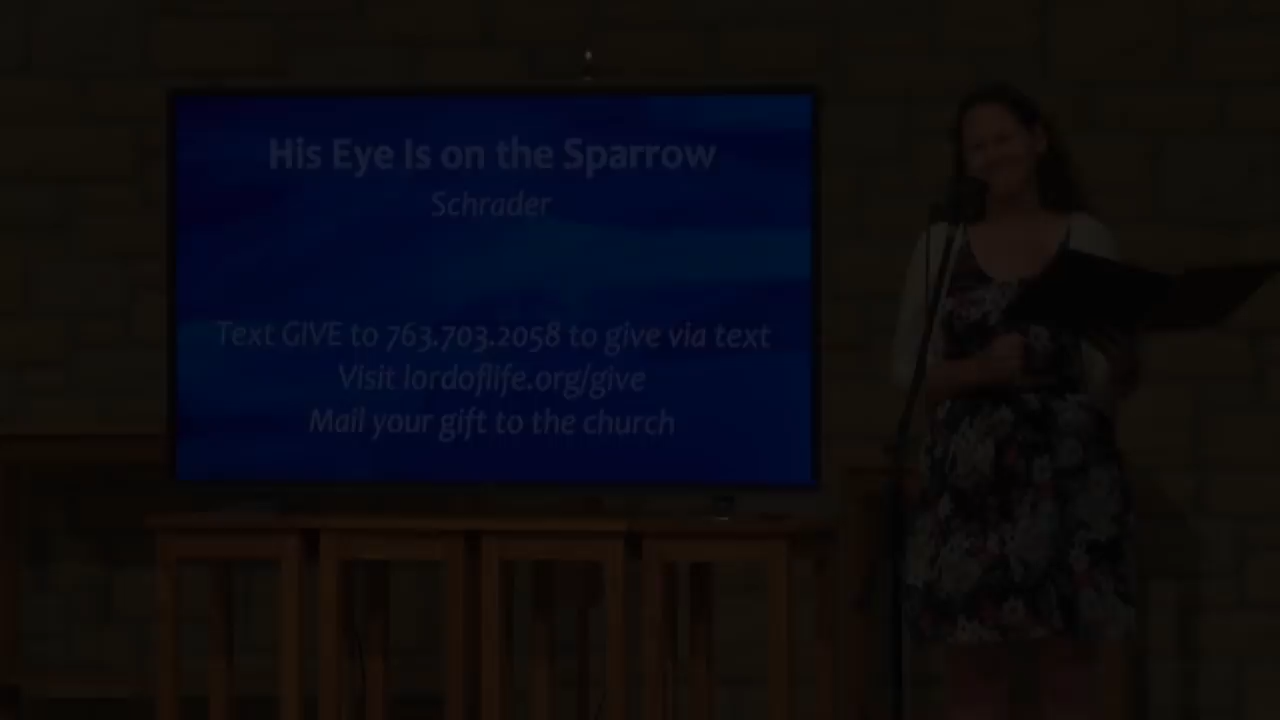 His Eye Is on the Sparrow
Schrader
Text GIVE to 763.703.2058 to give via text
Visit lordoflife.org/give
Mail your gift to the church